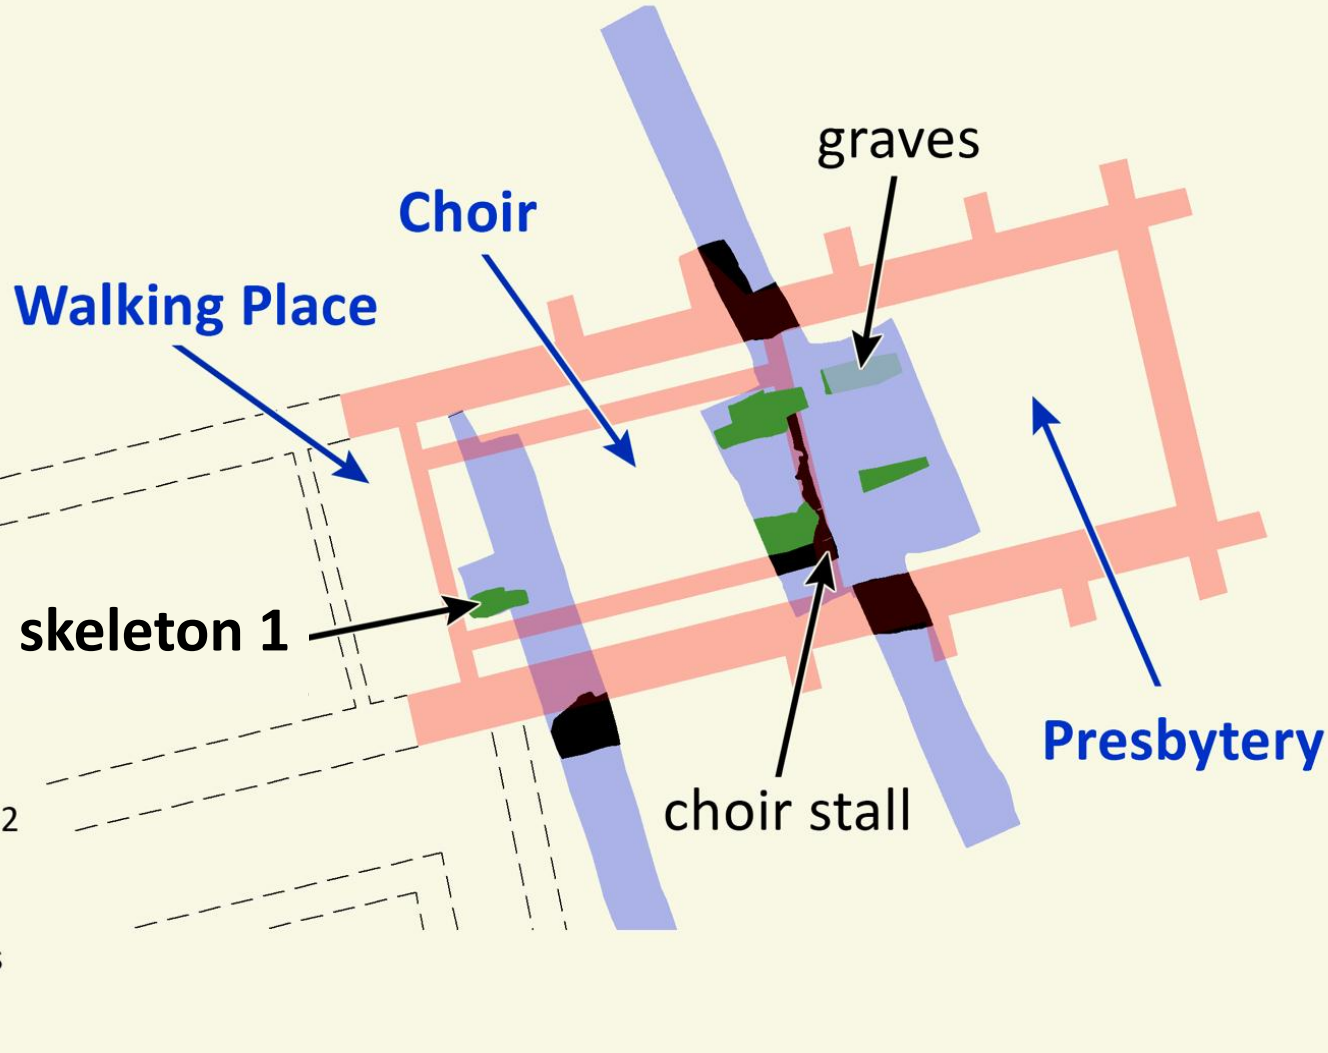 graves
Choir
Walking Place
skeleton 1
Presbytery
choir stall
2
s